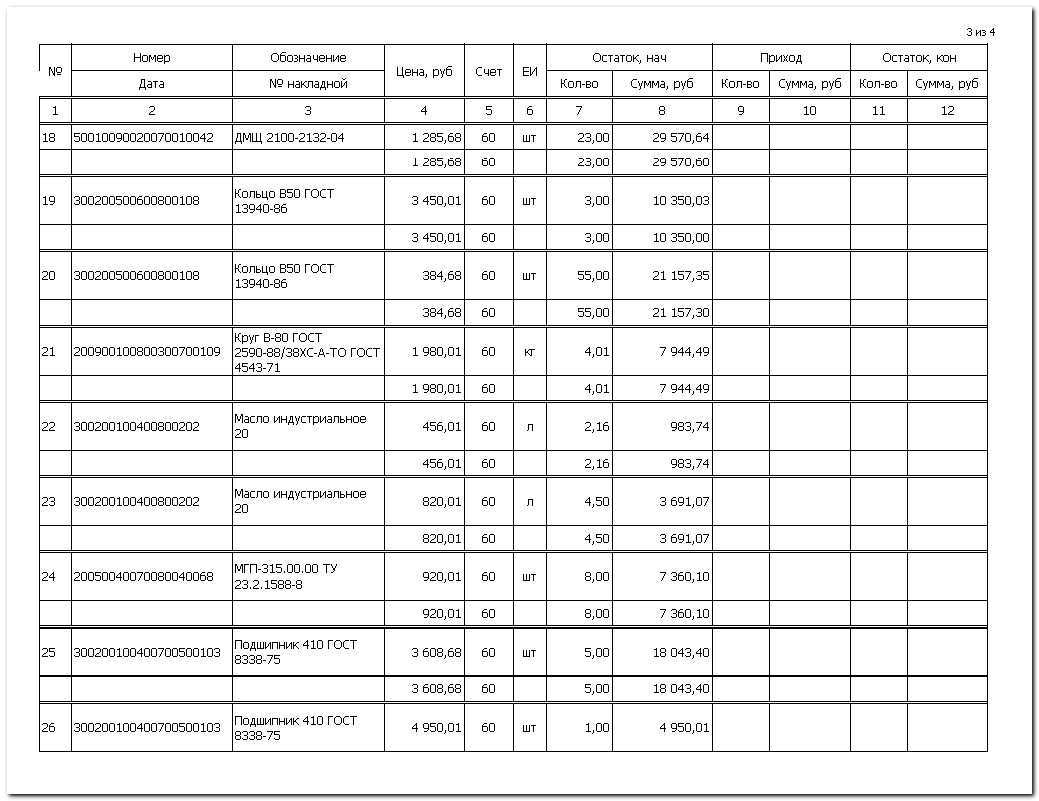 3 из 4
№ Номер Обозначение Цена, руб Счет ЕИ Остаток, нач Приход Остаток, кон
Дата № накладной Кол-во Сумма, руб Кол-во Сумма, руб Кол-во Сумма, руб
1 2 3 4 5 6 7 8 9 10 11 12
18 50010090020070010042 ДМЩ 2100-2132-04 1 285,68 60 шт 23,00 29 570,64
1 285,68 60 23,00 29 570,60
19 300200500600800108 Кольцо В50 ГОСТ 3 450,01 60 шт 3,00 10 350,03
13940-86
3 450,01 60 3,00 10 350,00
20 300200500600800108 Кольцо В50 ГОСТ 384,68 60 шт 55,00 21 157,35
13940-86
384,68 60 55,00 21 157,30
21 200900100800300700109 Круг В-80 ГОСТ
2590-88/38ХС-А-ТО ГОСТ 1 980,01 60 кг 4,01 7 944,49
4543-71
1 980,01 60 4,01 7 944,49
22 300200100400800202 Масло индустриальное 456,01 60 л 2,16 983,74
20
456,01 60 2,16 983,74
23 300200100400800202 Масло индустриальное 820,01 60 л 4,50 3 691,07
20
820,01 60 4,50 3 691,07
24 20050040070080040068 МГП-315.00.00 ТУ 920,01 60 шт 8,00 7 360,10
23.2.1588-8
920,01 60 8,00 7 360,10
25 300200100400700500103 Подшипник 410 ГОСТ 3 608,68 60 шт 5,00 18 043,40
8338-75
3 608,68 60 5,00 18 043,40
26 300200100400700500103 Подшипник 410 ГОСТ 4 950,01 60 шт 1,00 4 950,01
8338-75